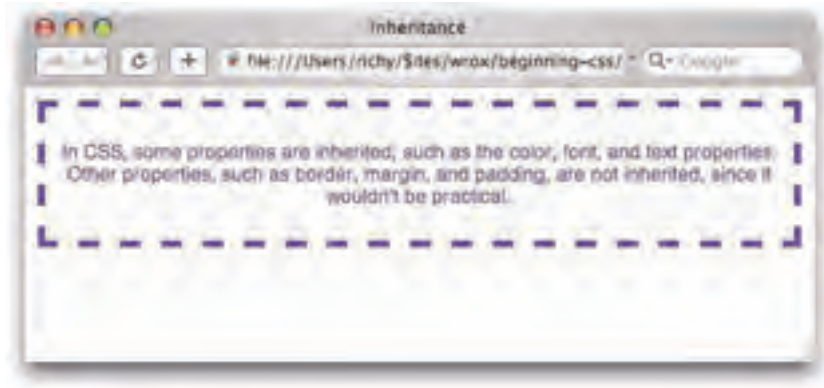 Inheritance
file:///Users/richy/Sites/wrox/beginning-css/ Google
In CSS, some properties are inherited, such as the color, font, and text properties.
Other properties, such as border, margin, and padding, are not inherited, since it
wouldn't be practical.